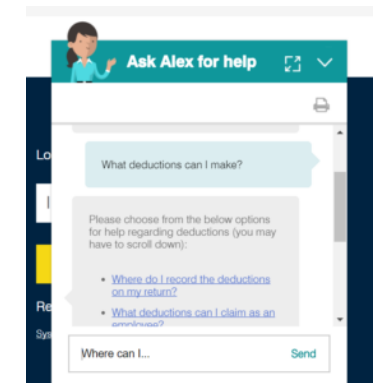 Ask Alex for help
Lo
What deductions can I make?
Please choose from the below options
for help regarding deductions (you may
have to scroll down):
• Where do I record the deductions
on my return?
• What deductions can I claim as an
employee?
Re
Sys
Where can I...
Send